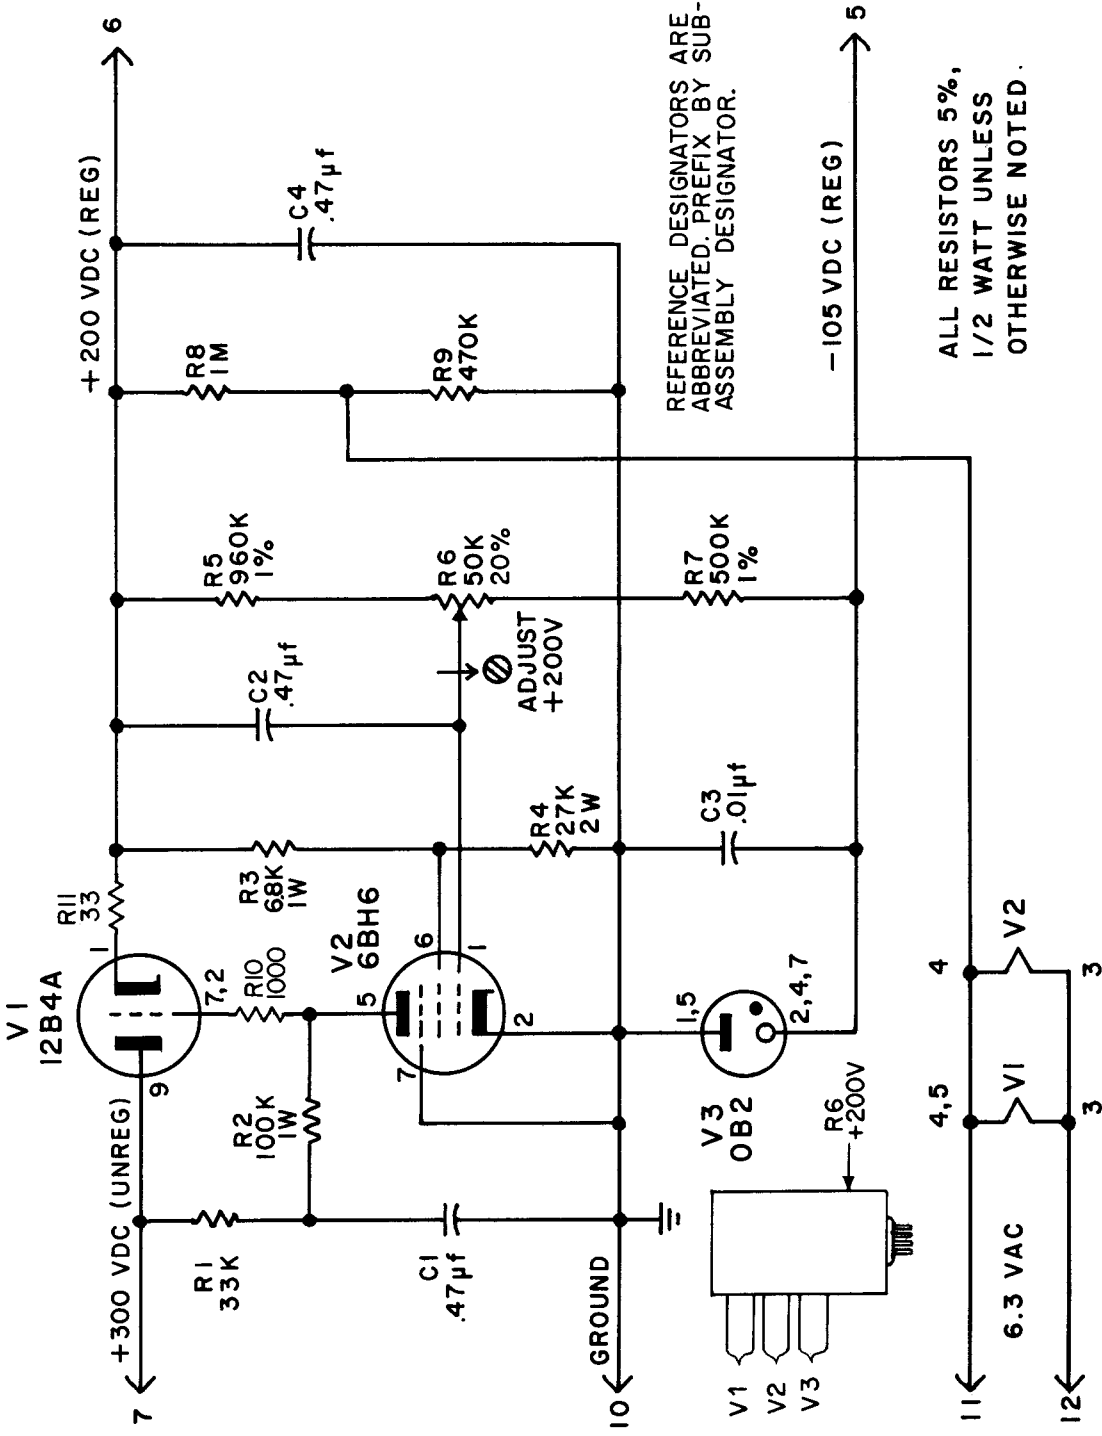 V1
12B4A
+300 VDC (UNREG)
7
9
1
7,2
R11
33
+200 VDC (REG)
6
R1
33K
R2
100K
1W
R10
1000
R3
68K
1W
C2
.47µf
R5
960K
1%
R8
1M
C4
.47µf
V2
6BH6
5
6
7
1
2
C1
.47µf
R4
27K
2W
R6
50K
20%
ADJUST
+200V
R9
470K
GROUND
10
V3
OB2
1,5
2,4,7
C3
.01µf
R7
500K
1%
REFERENCE DESIGNATORS ARE
ABBREVIATED. PREFIX BY SUB-
ASSEMBLY DESIGNATOR.
-105 VDC (REG)
5
V1
V2
V3
R6
+200V
11
6.3 VAC
12
4,5
V1
3
4
V2
3
ALL RESISTORS 5%,
1/2 WATT UNLESS
OTHERWISE NOTED.